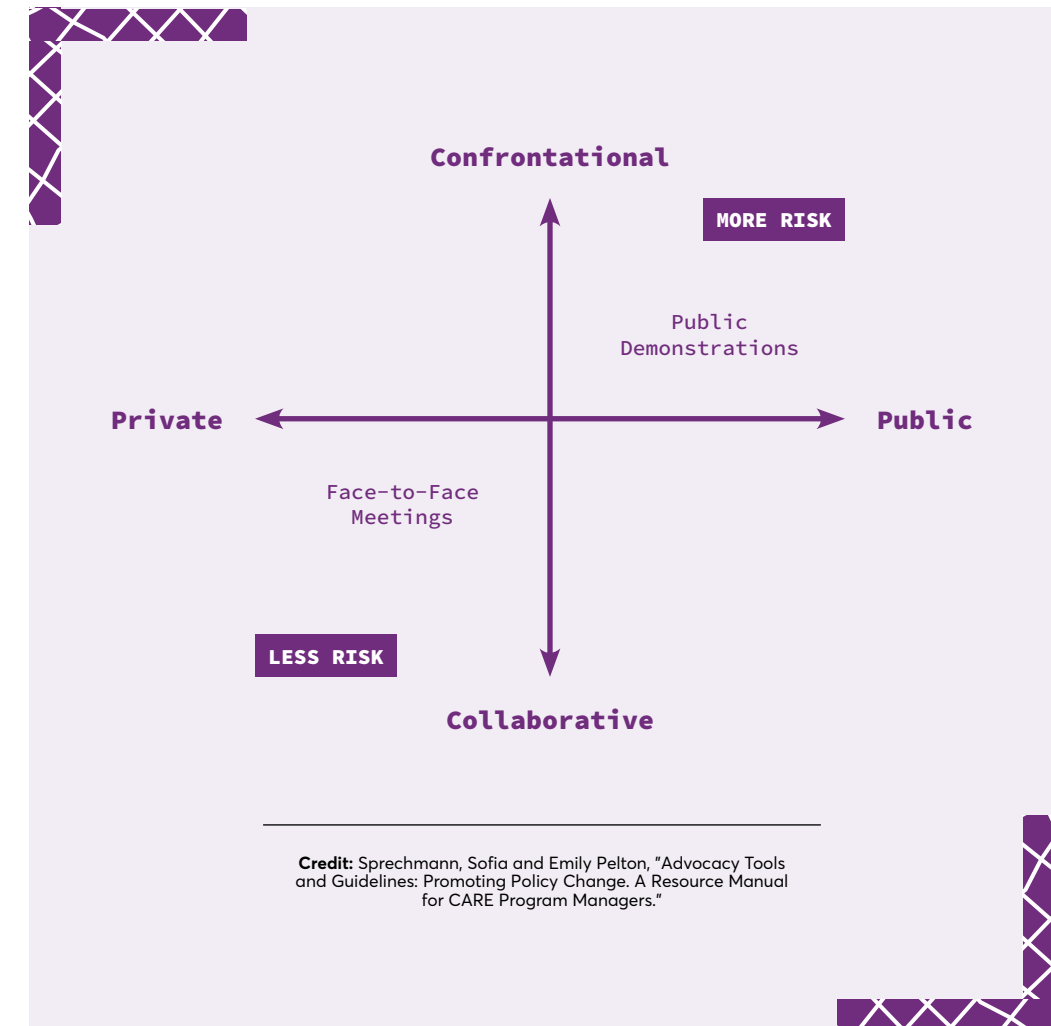 Confrontational
MORE RISK
Public
Demonstrations
Private
Public
Face-to-Face
Meetings
LESS RISK
Collaborative
Credit: Sprechmann, Sofia and Emily Pelton, "Advocacy Tools
and Guidelines: Promoting Policy Change. A Resource Manual
for CARE Program Managers."